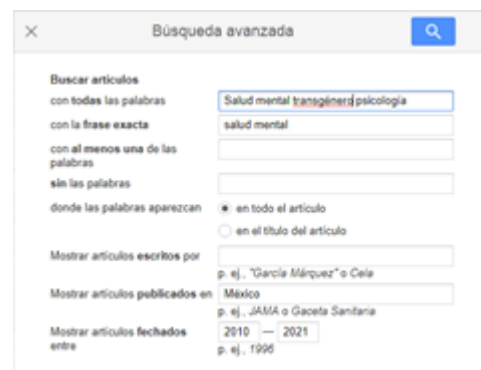 Búsqueda avanzada
Buscar artículos
con todas las palabras
Salud mental transgénero psicología
con la frase exacta
salud mental
con al menos una de las
palabras
sin las palabras
donde las palabras aparezcan
en todo el artículo
en el título del artículo
Mostrar artículos escritos por
p. ej., "García Márquez" o Cela
Mostrar artículos publicados en
México
p. ej., JAMA o Gaceta Sanitaria
Mostrar artículos fechados
entre
2010 — 2021
p. ej., 1996